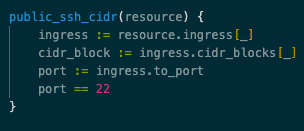 public_ssh_cidr(resource) {
    ingress := resource.ingress[_]
    cidr_block := ingress.cidr_blocks[_]
    port := ingress.to_port
    port == 22
}